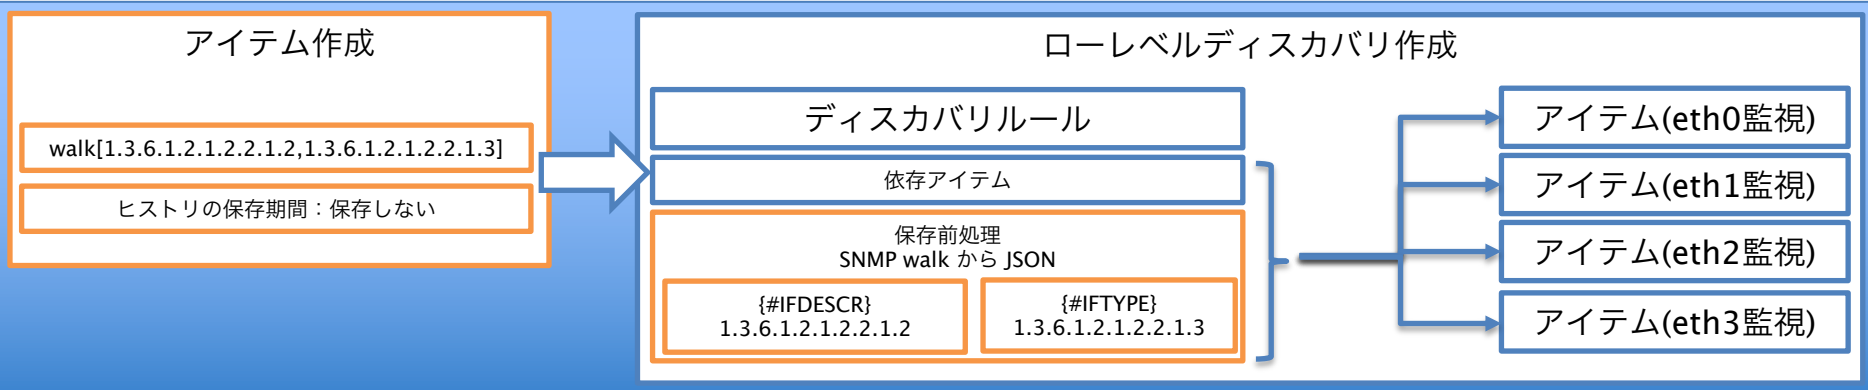 アイテム作成
walk[1.3.6.1.2.1.2.2.1.2,1.3.6.1.2.1.2.2.1.3]
ヒストリの保存期間：保存しない
ローレベルディスカバリ作成
ディスカバリルール
依存アイテム
保存前処理
SNMP walk から JSON
{#IFDESCR}
1.3.6.1.2.1.2.2.1.2
{#IFTYPE}
1.3.6.1.2.1.2.2.1.3
アイテム(eth0監視)
アイテム(eth1監視)
アイテム(eth2監視)
アイテム(eth3監視)